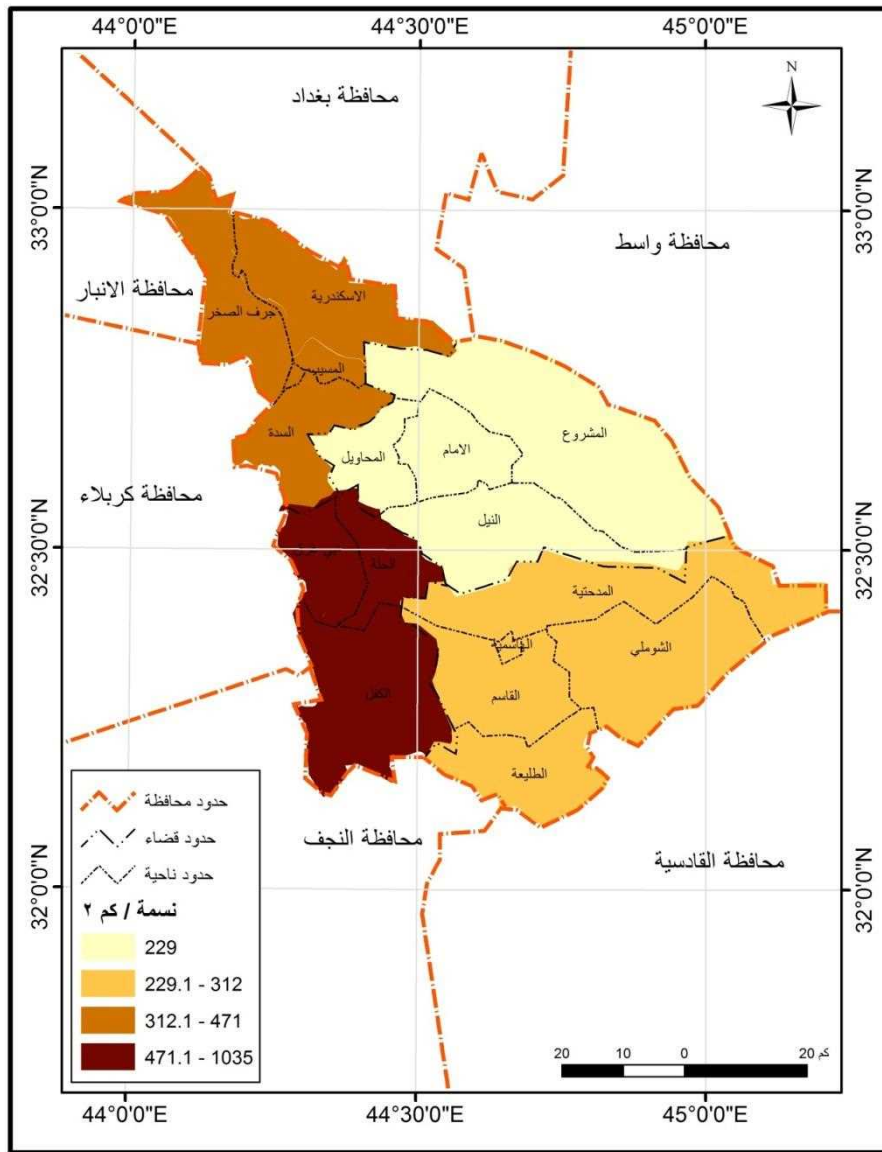 44°0'0"E 44°30'0"E 45°0'0"E
N
محافظة بغداد
33°0'0"N
33°0'0"N
محافظة واسط
محافظة الانبار
الاسكندرية
جرف الصخر
المسيب
السدة
المشروع
الامام
المحاويل
محافظة كربلاء
النيل
32°30'0"N
32°30'0"N
الحلة
المدحتية
القاسمية
الشوملي
الكفل
القاسم
الطليعة
محافظة النجف
محافظة القادسية
32°0'0"N
32°0'0"N
حدود محافظة
حدود قضاء
حدود ناحية
نسمة / كم ٢
229
229.1 - 312
312.1 - 471
471.1 - 1035
20 10 0 20 كم
44°0'0"E 44°30'0"E 45°0'0"E